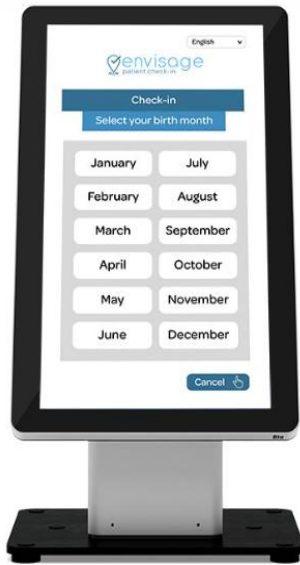 English
envisage
patient check-in
Check-in
Select your birth month
January
July
February
August
March
September
April
October
May
November
June
December
Cancel